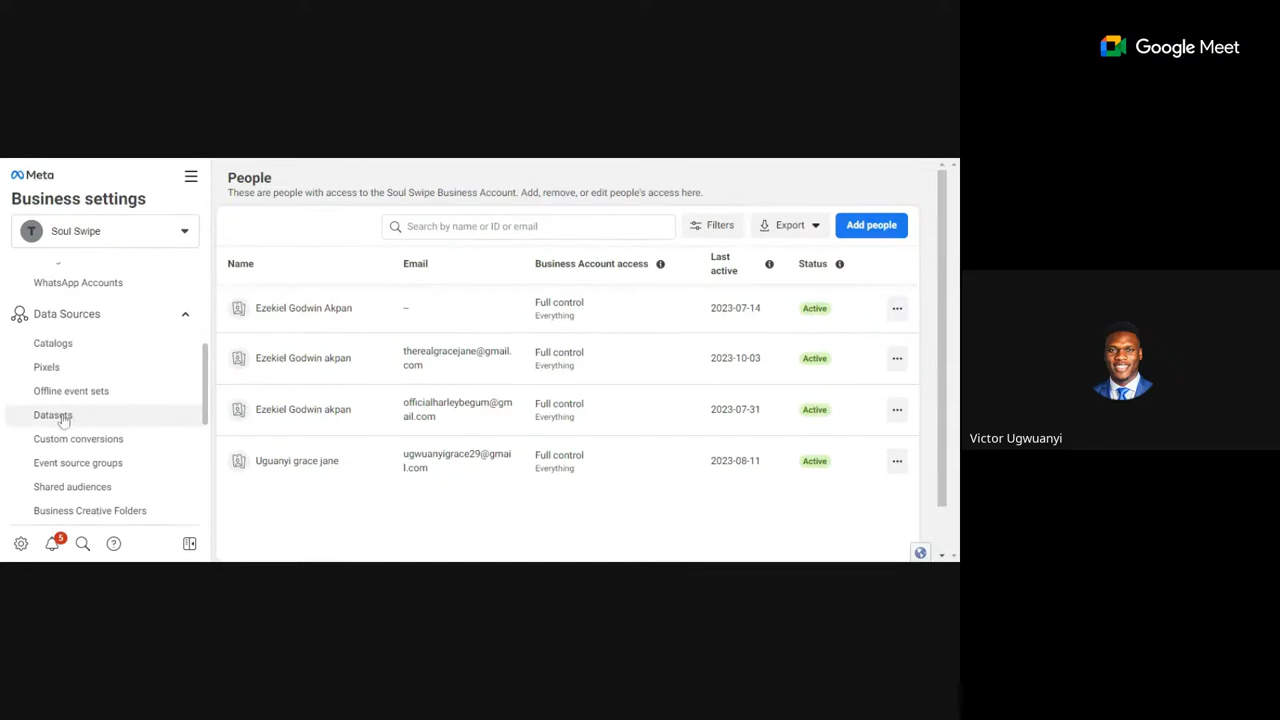 Google Meet
Meta
Business settings
T Soul Swipe
WhatsApp Accounts
Data Sources
Catalogs
Pixels
Offline event sets
Datasets
Custom conversions
Event source groups
Shared audiences
Business Creative Folders
5
People
These are people with access to the Soul Swipe Business Account. Add, remove, or edit people's access here.
Search by name or ID or email
Filters
Export
Add people
Name Email Business Account access Last active Status
Ezekiel Godwin Akpan -- Full control Everything 2023-07-14 Active
Ezekiel Godwin akpan therealgracejane@gmail.com Full control Everything 2023-10-03 Active
Ezekiel Godwin akpan officialharleybegum@gmail.com Full control Everything 2023-07-31 Active
Uguanyi grace jane ugwuanyigrace29@gmail.com Full control Everything 2023-08-11 Active
Victor Ugwuanyi